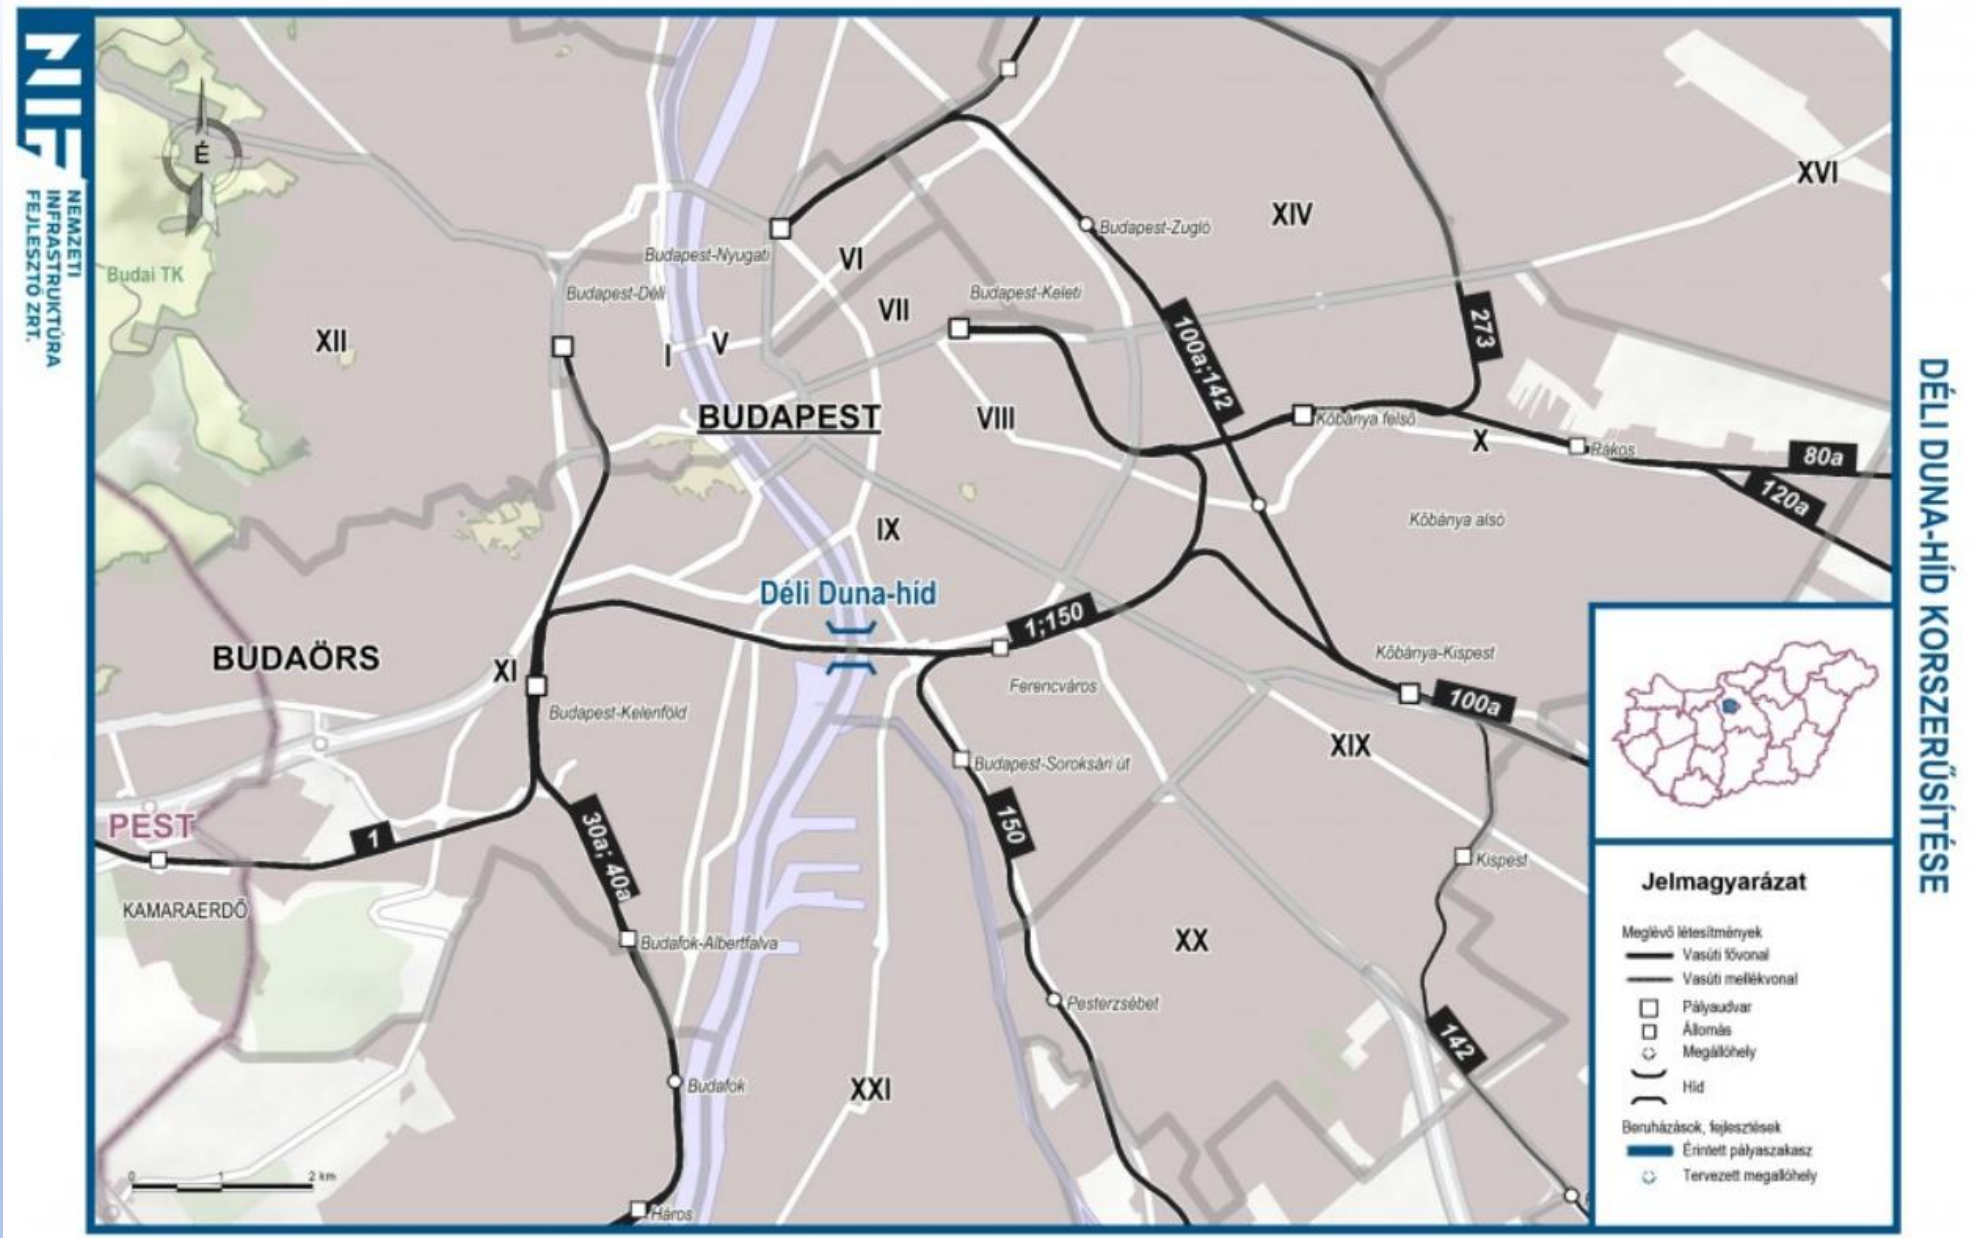 NIF
NEMZETI
INFRASTRUKTÚRA
FEJLESZTŐ ZRT.
É
Budai TK
XII
Budapest-Déli
Budapest-Nyugati
I
V
VI
VII
Budapest-Keleti
Budapest-Zugló
XIV
XVI
273
100a;142
BUDAPEST
VIII
Kőbánya felső
X
Rákos
80a
120a
Kőbánya alsó
IX
Déli Duna-híd
1;150
BUDAÖRS
XI
Budapest-Kelenföld
Ferencváros
Kőbánya-Kispest
100a
XIX
Budapest-Soroksári út
150
PEST
1
30a; 40a
KAMARAERDŐ
Kispest
Budafok-Albertfalva
XX
Pesterzsébet
142
Budafok
XXI
Háros
0 1 2 km
DÉLI DUNA-HÍD KORSZERŰSÍTÉSE
Jelmagyarázat
Meglévő létesítmények
Vasúti fővonal
Vasúti mellékvonal
Pályaudvar
Állomás
Megállóhely
Híd
Beruházások, fejlesztések
Érintett pályaszakasz
Tervezett megallóhely